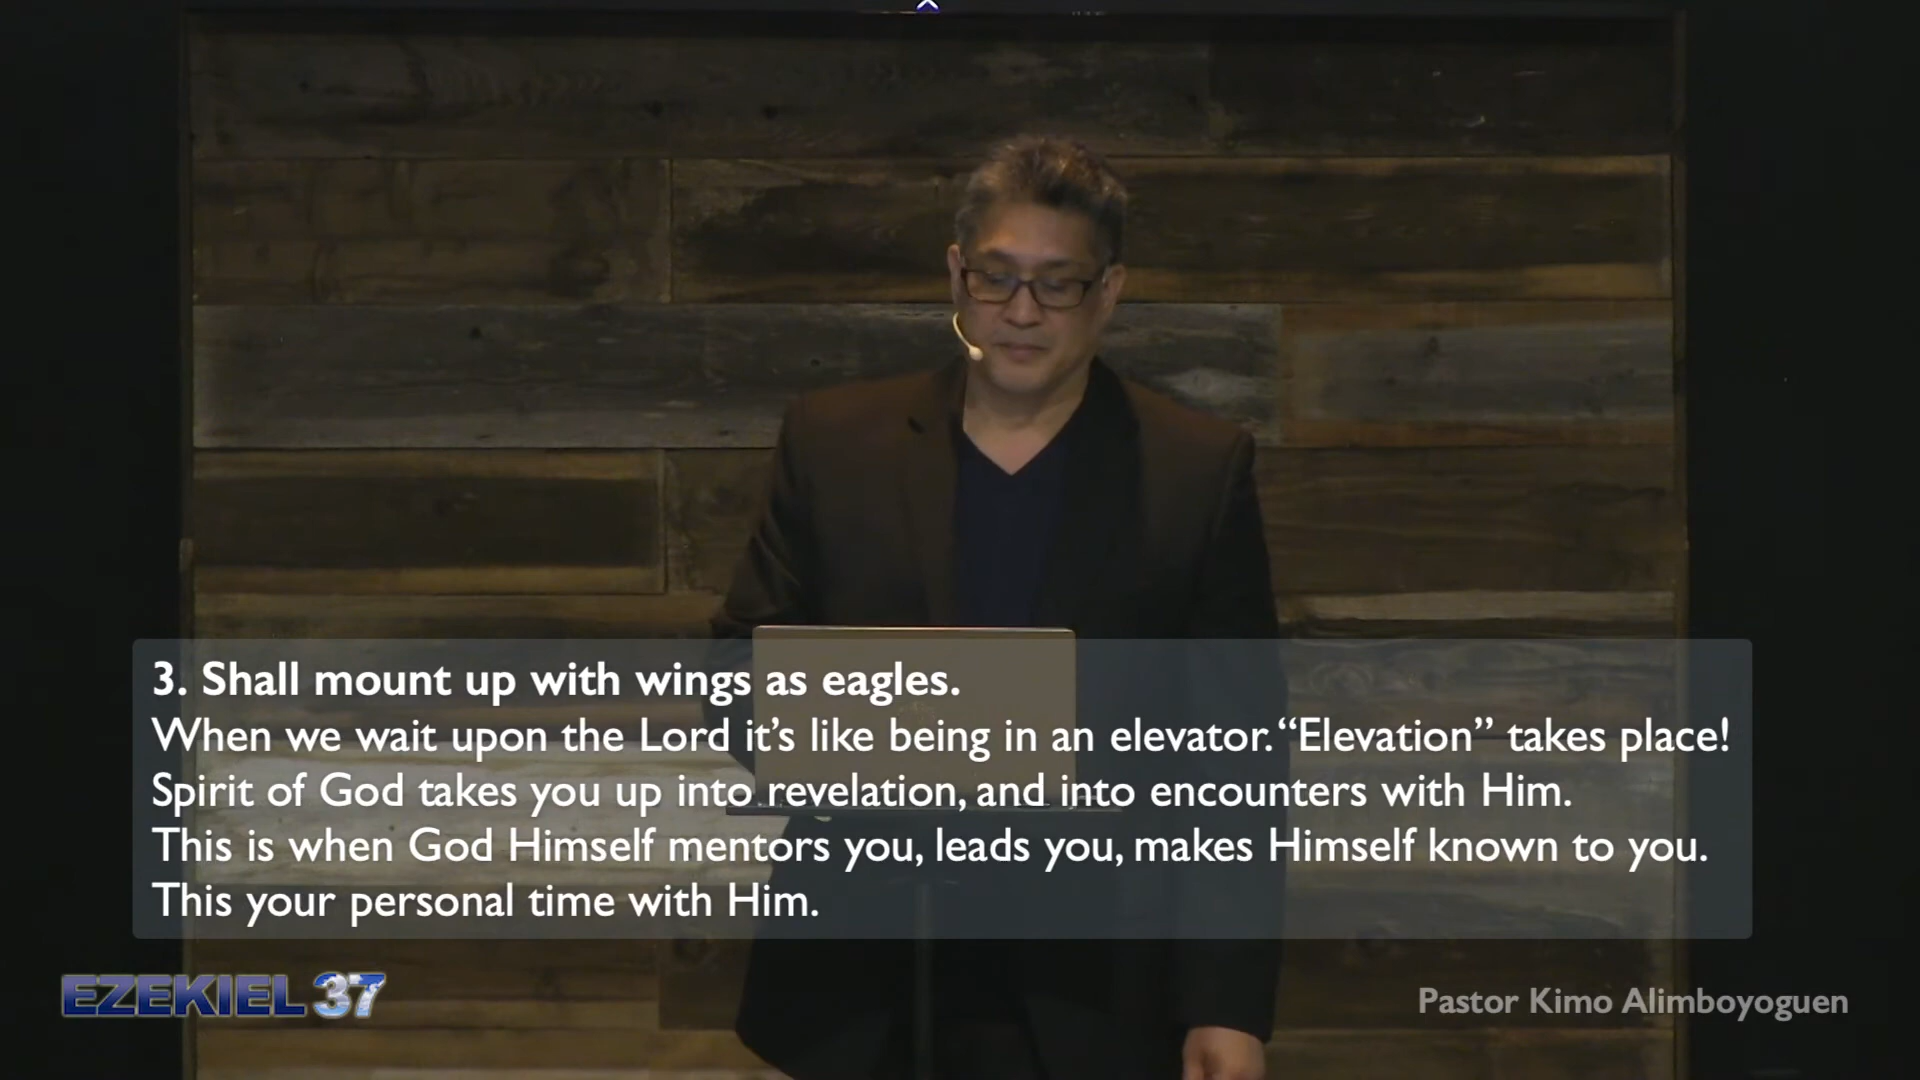 3. Shall mount up with wings as eagles.
When we wait upon the Lord it’s like being in an elevator. “Elevation” takes place!
Spirit of God takes you up into revelation, and into encounters with Him.
This is when God Himself mentors you, leads you, makes Himself known to you.
This your personal time with Him.
EZEKIEL 37
Pastor Kimo Alimboyoguen